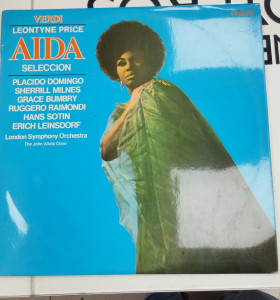 VERDI
LEONTYNE PRICE
AIDA
SELECCION
PLACIDO DOMINGO
SHERRILL MILNES
GRACE BUMBRY
RUGGERO RAIMONDI
HANS SOTIN
ERICH LEINSDORF
London Symphony Orchestra
The John Alldis Choir